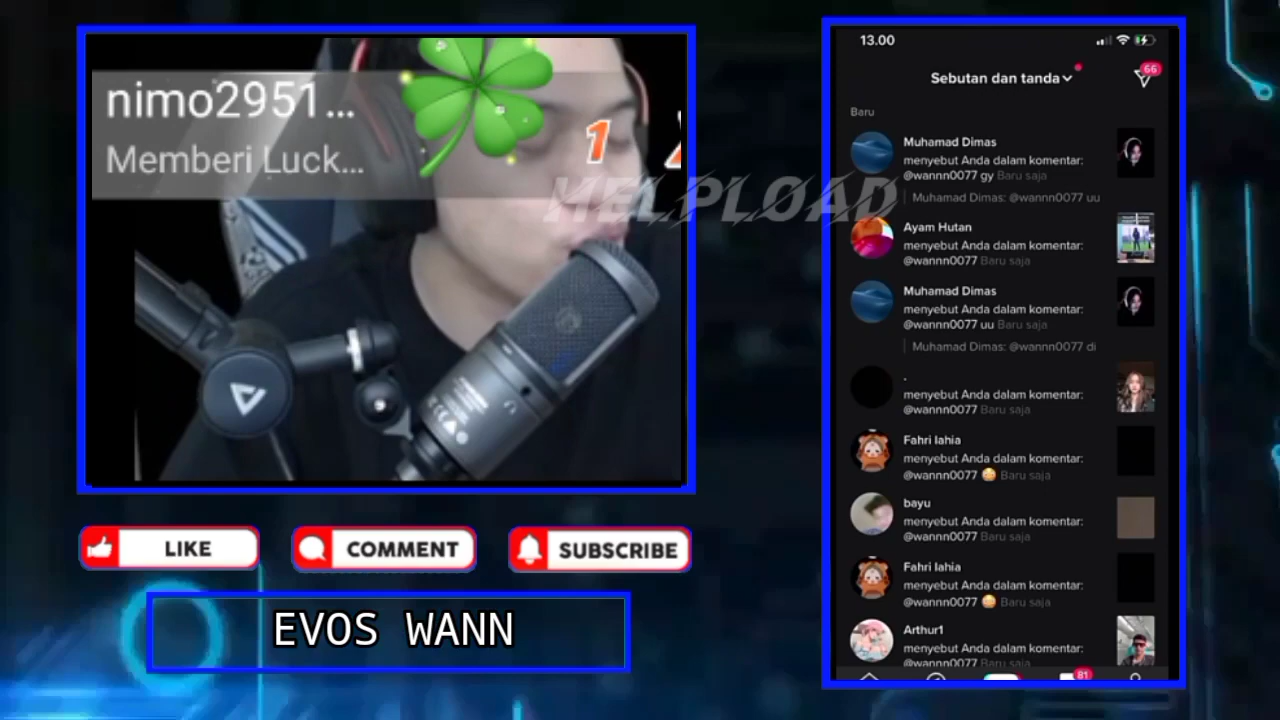 nimo2951...
Memberi Luck...
1
HELPLOAD
LIKE
COMMENT
SUBSCRIBE
EVOS WANN
13.00
Sebutan dan tanda
66
Baru
Muhamad Dimas
menyebut Anda dalam komentar:
@wannn0077 gy Baru saja
Muhamad Dimas: @wannn0077 uu
Ayam Hutan
menyebut Anda dalam komentar:
@wannn0077 Baru saja
Muhamad Dimas
menyebut Anda dalam komentar:
@wannn0077 uu Baru saja
Muhamad Dimas: @wannn0077 di
.
menyebut Anda dalam komentar:
@wannn0077 Baru saja
Fahri lahia
menyebut Anda dalam komentar:
@wannn0077 😳 Baru saja
bayu
menyebut Anda dalam komentar:
@wannn0077 Baru saja
Fahri lahia
menyebut Anda dalam komentar:
@wannn0077 😳 Baru saja
Arthur1
menyebut Anda dalam komentar:
@wannn0077 Baru saja
81